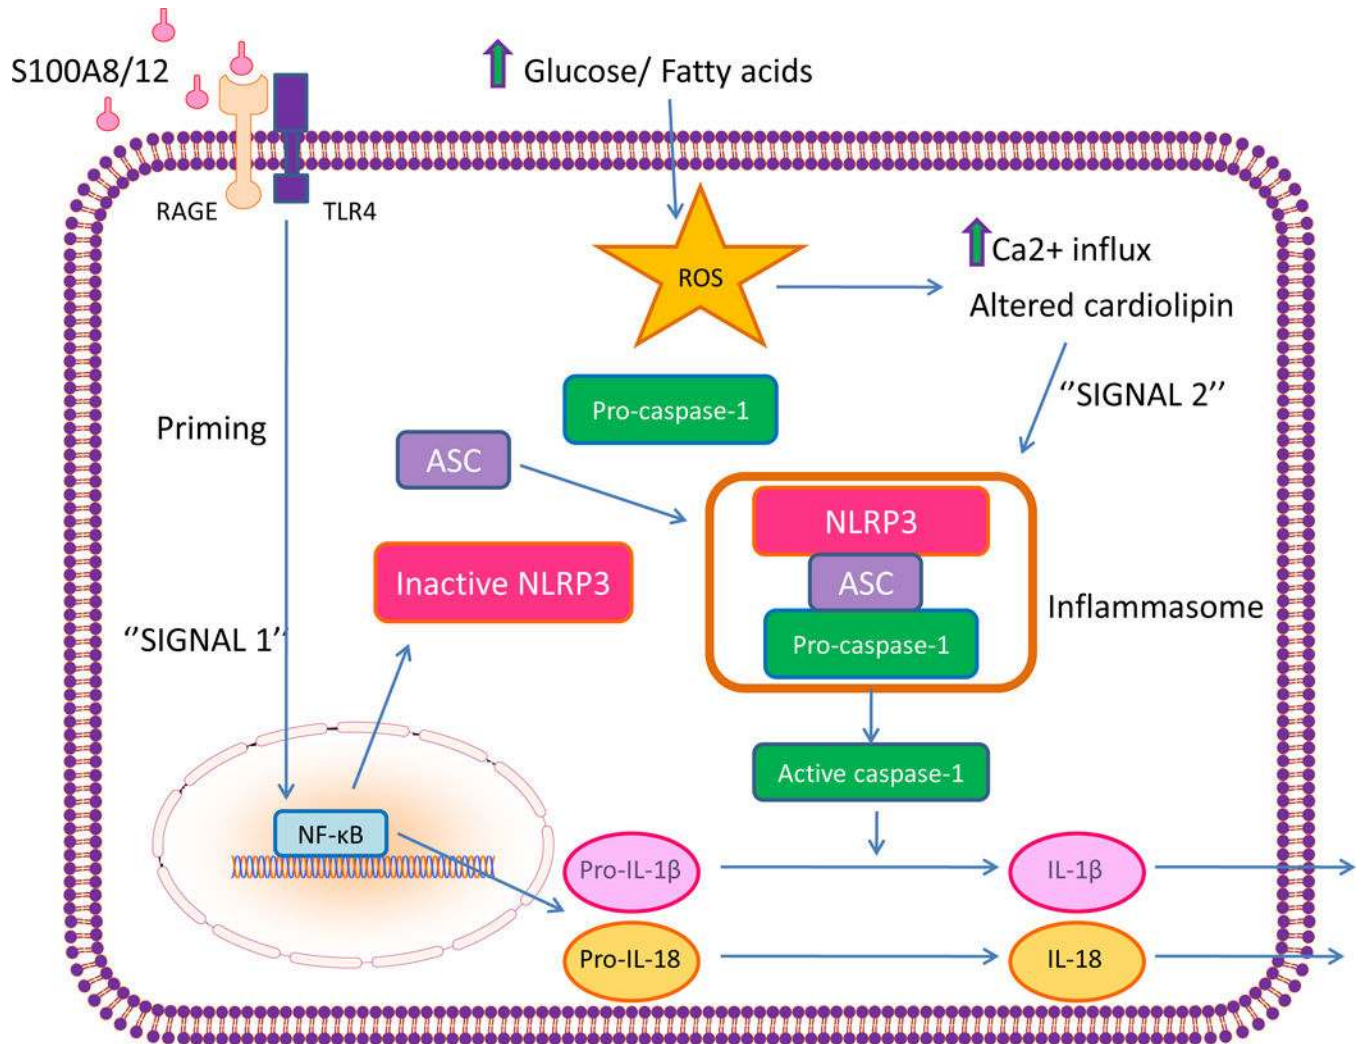 S100A8/12
Glucose/ Fatty acids
RAGE
TLR4
ROS
Ca2+ influx
Altered cardiolipin
Pro-caspase-1
‘’SIGNAL 2’’
Priming
ASC
NLRP3
Inactive NLRP3
ASC
Inflammasome
‘’SIGNAL 1’’
Pro-caspase-1
Active caspase-1
NF-κB
Pro-IL-1β
IL-1β
Pro-IL-18
IL-18